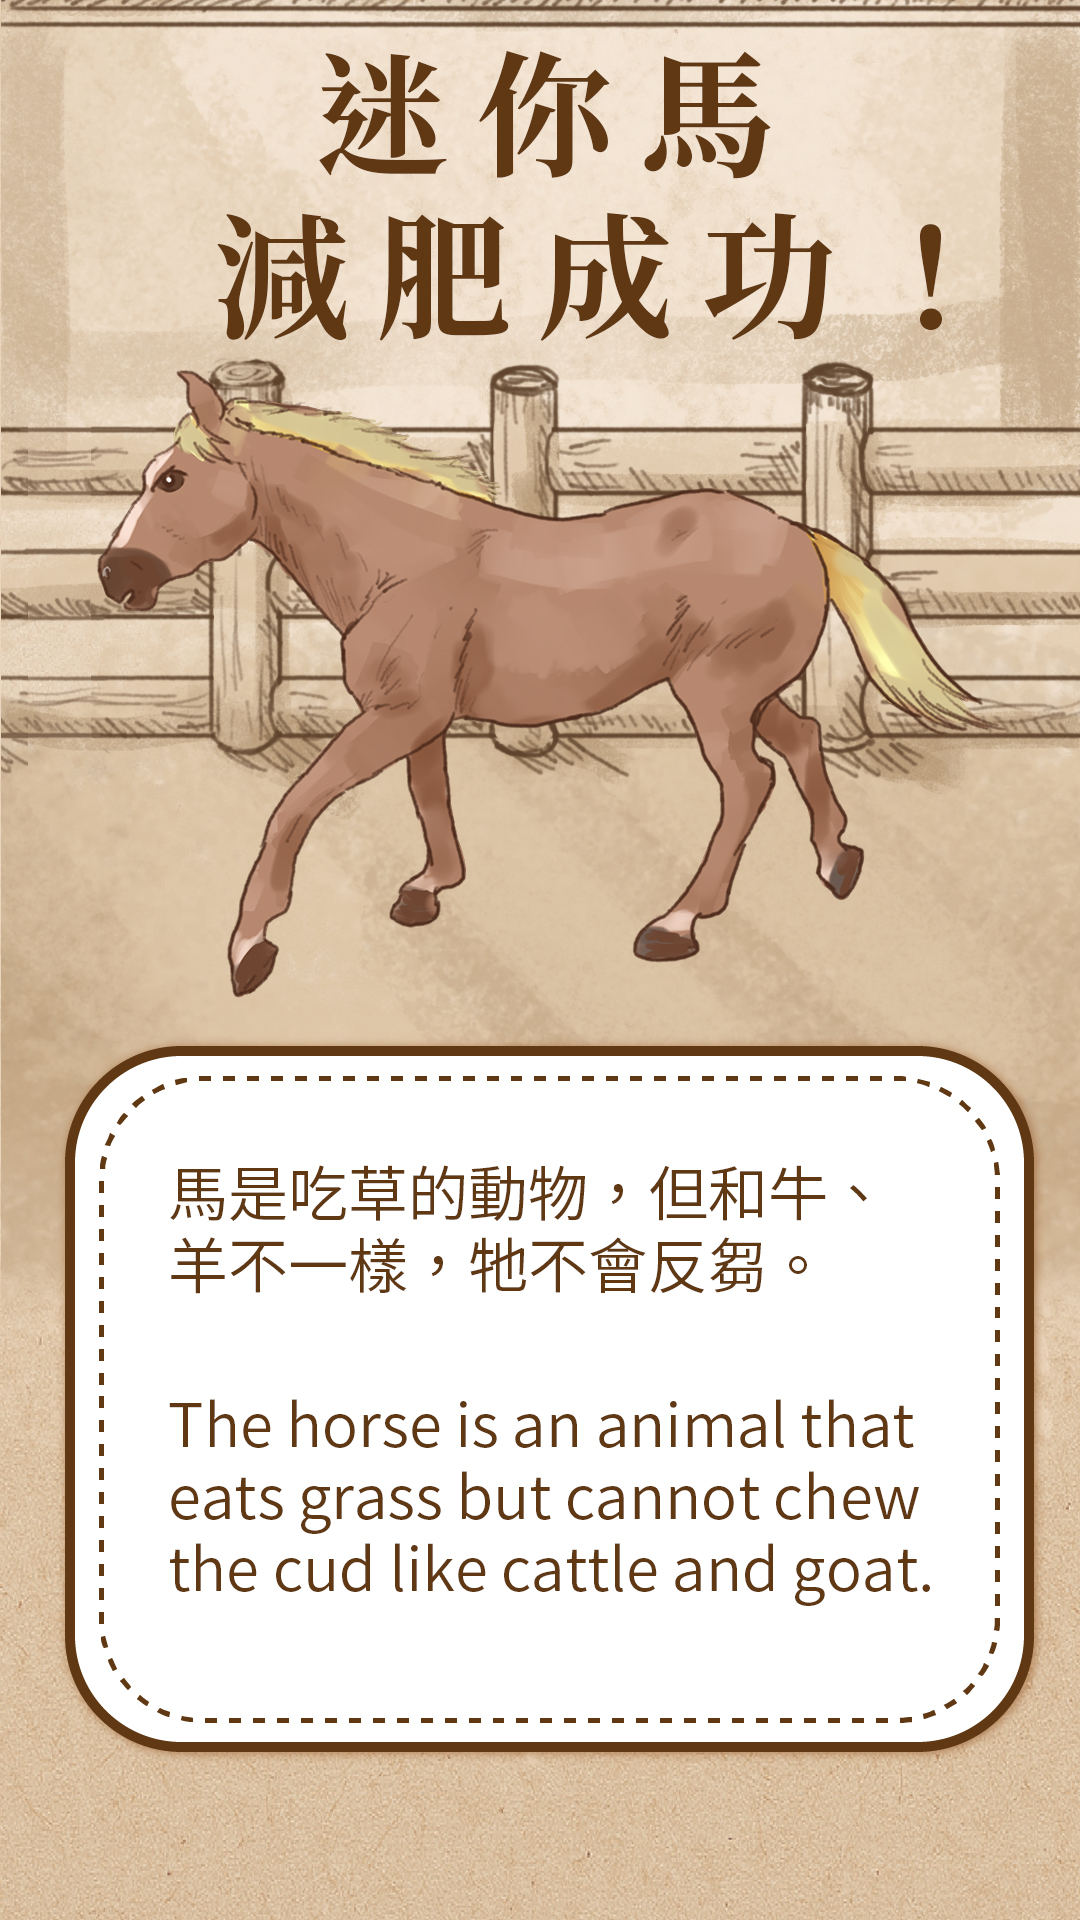 迷你馬
減肥成功！
馬是吃草的動物，但和牛、
羊不一樣，牠不會反芻。
The horse is an animal that
eats grass but cannot chew
the cud like cattle and goat.